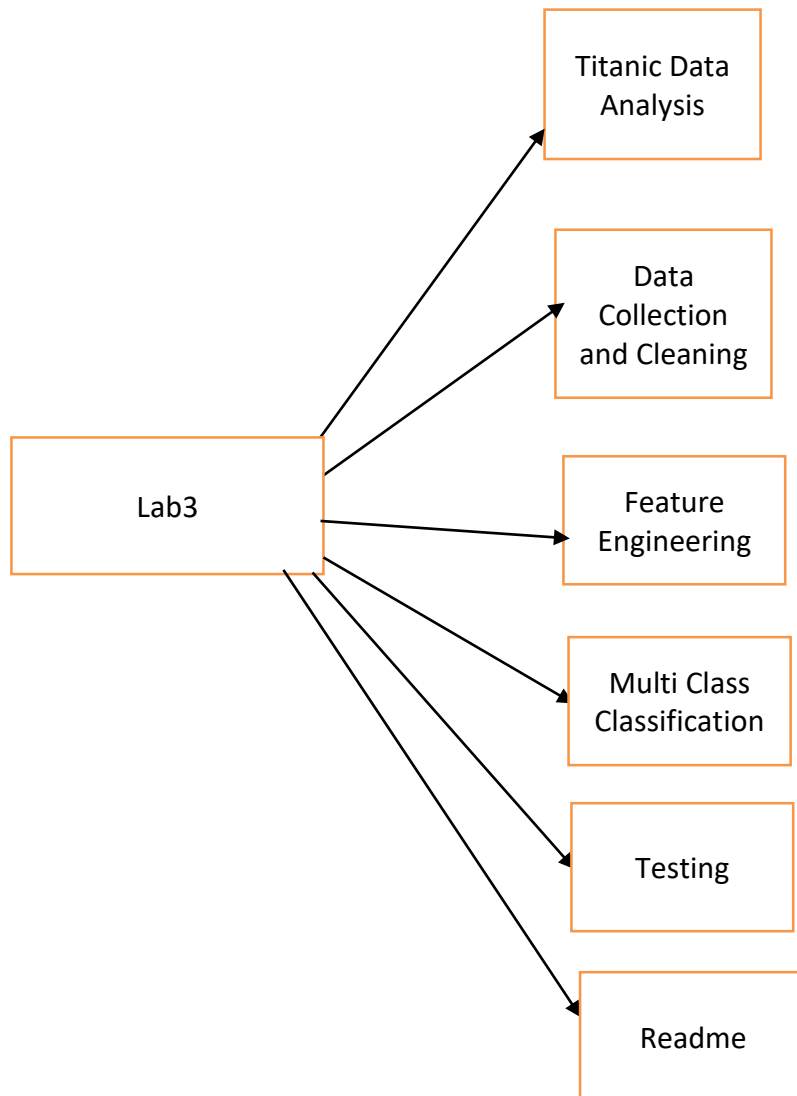 Titanic Data
Analysis
Data
Collection
and Cleaning
Lab3
Feature
Engineering
Multi Class
Classification
Testing
Readme